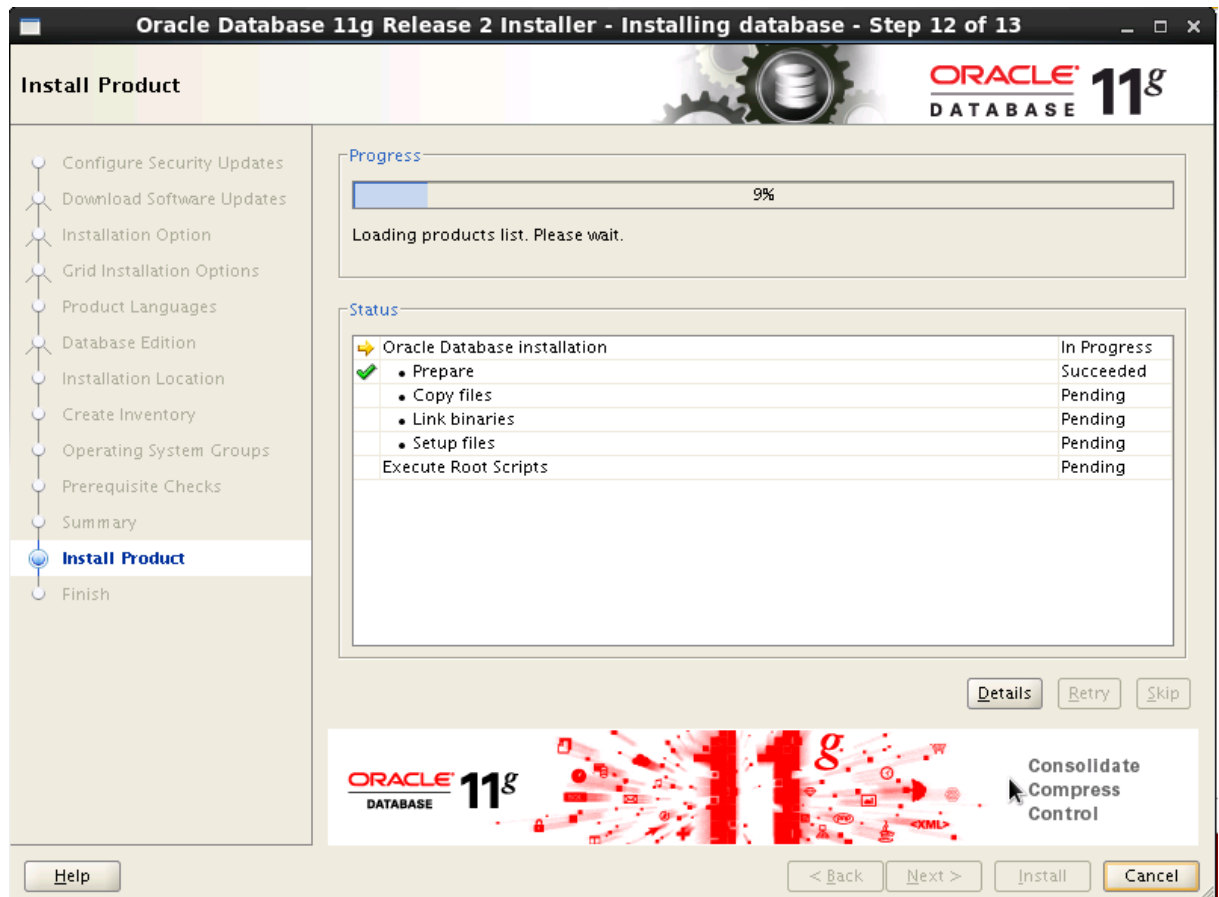 Oracle Database 11g Release 2 Installer - Installing database - Step 12 of 13
Install Product
ORACLE DATABASE 11g
Configure Security Updates
Download Software Updates
Installation Option
Grid Installation Options
Product Languages
Database Edition
Installation Location
Create Inventory
Operating System Groups
Prerequisite Checks
Summary
Install Product
Finish
Progress
9%
Loading products list. Please wait.
Status
Oracle Database installation In Progress
• Prepare Succeeded
• Copy files Pending
• Link binaries Pending
• Setup files Pending
Execute Root Scripts Pending
Details Retry Skip
ORACLE DATABASE 11g
11g
<XML>
Consolidate
Compress
Control
Help < Back Next > Install Cancel